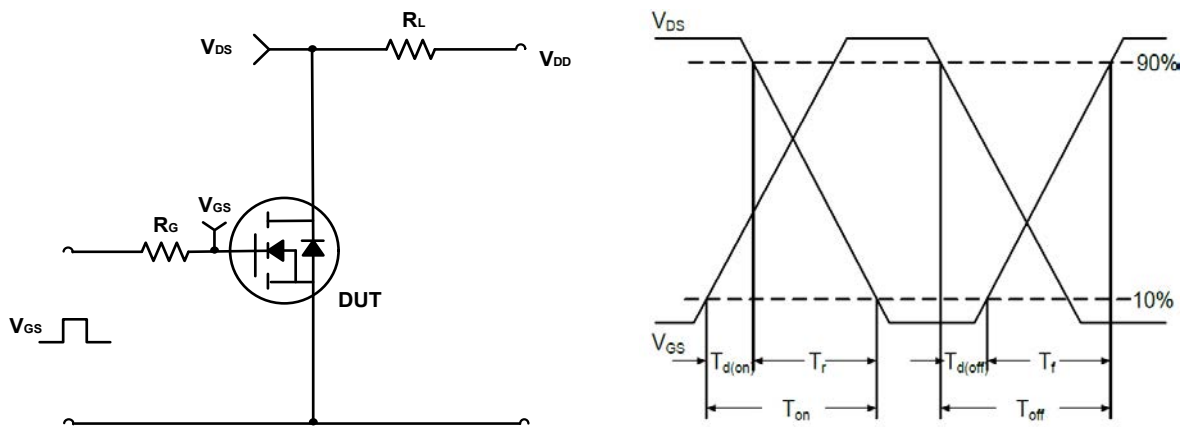 RL
VDS
VDD
VGS
RG
DUT
VGS
VDS
90%
10%
VGS
Td(on)
Tr
Td(off)
Tf
Ton
Toff